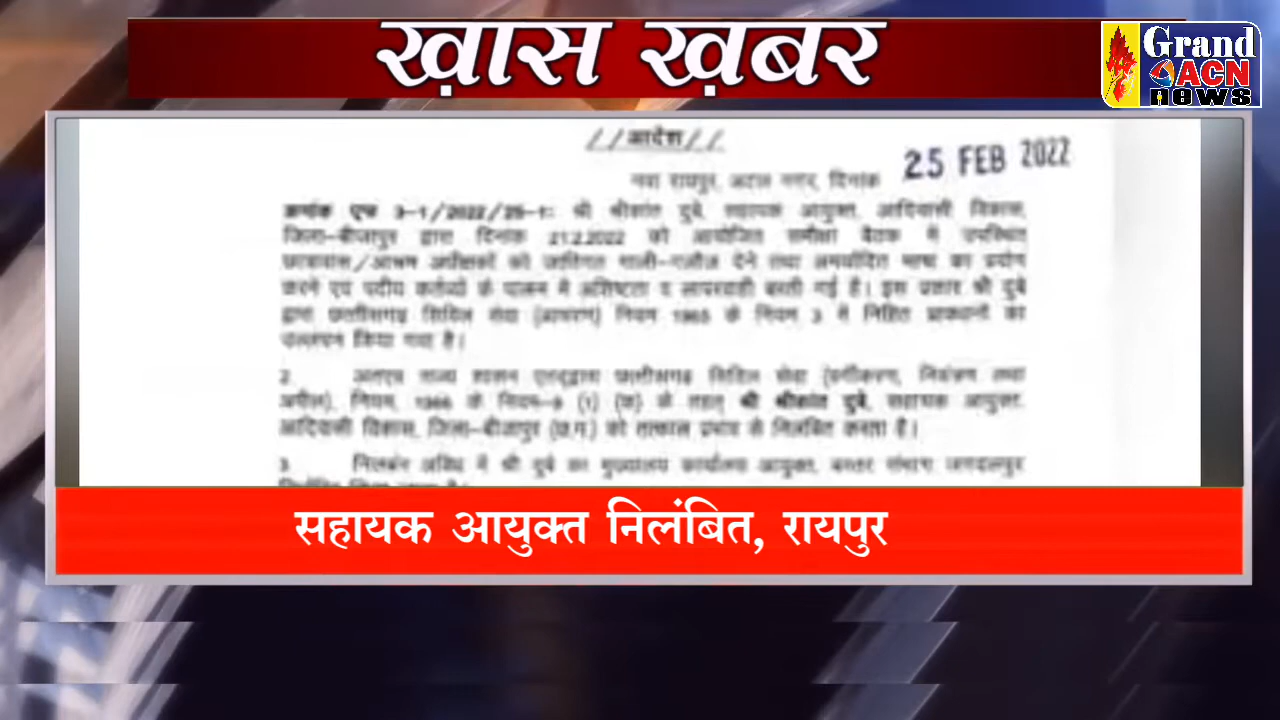 ख़ास ख़बर
Grand
ACN
news
//आदेश//
नवा रायपुर, अटल नगर, दिनांक 25 FEB 2022
क्रमांक एफ 3-1/2022/25-1: श्री श्रीकांत दुबे, सहायक आयुक्त, आदिवासी विकास,
जिला-बीजापुर द्वारा दिनांक 21.2.2022 को आयोजित समीक्षा बैठक में उपस्थित
छात्रावास/आश्रम अधीक्षकों को जातिगत गाली-गलौज देने तथा अमर्यादित भाषा का प्रयोग
करने एवं पदीय कर्तव्यों के पालन में अशिष्टता व लापरवाही बरती गई है। इस प्रकार श्री दुबे
द्वारा छत्तीसगढ़ सिविल सेवा (आचरण) नियम 1965 के नियम 3 में निहित प्रावधानों का
उल्लंघन किया गया है।
2. अतएव राज्य शासन एतद्द्वारा छत्तीसगढ़ सिविल सेवा (वर्गीकरण, नियंत्रण तथा
अपील), नियम, 1966 के नियम-9 (1) (क) के तहत् श्री श्रीकांत दुबे, सहायक आयुक्त,
आदिवासी विकास, जिला-बीजापुर (छ.ग.) को तत्काल प्रभाव से निलंबित करता है।
3. निलंबन अवधि में श्री दुबे का मुख्यालय कार्यालय आयुक्त, बस्तर संभाग जगदलपुर
सहायक आयुक्त निलंबित, रायपुर